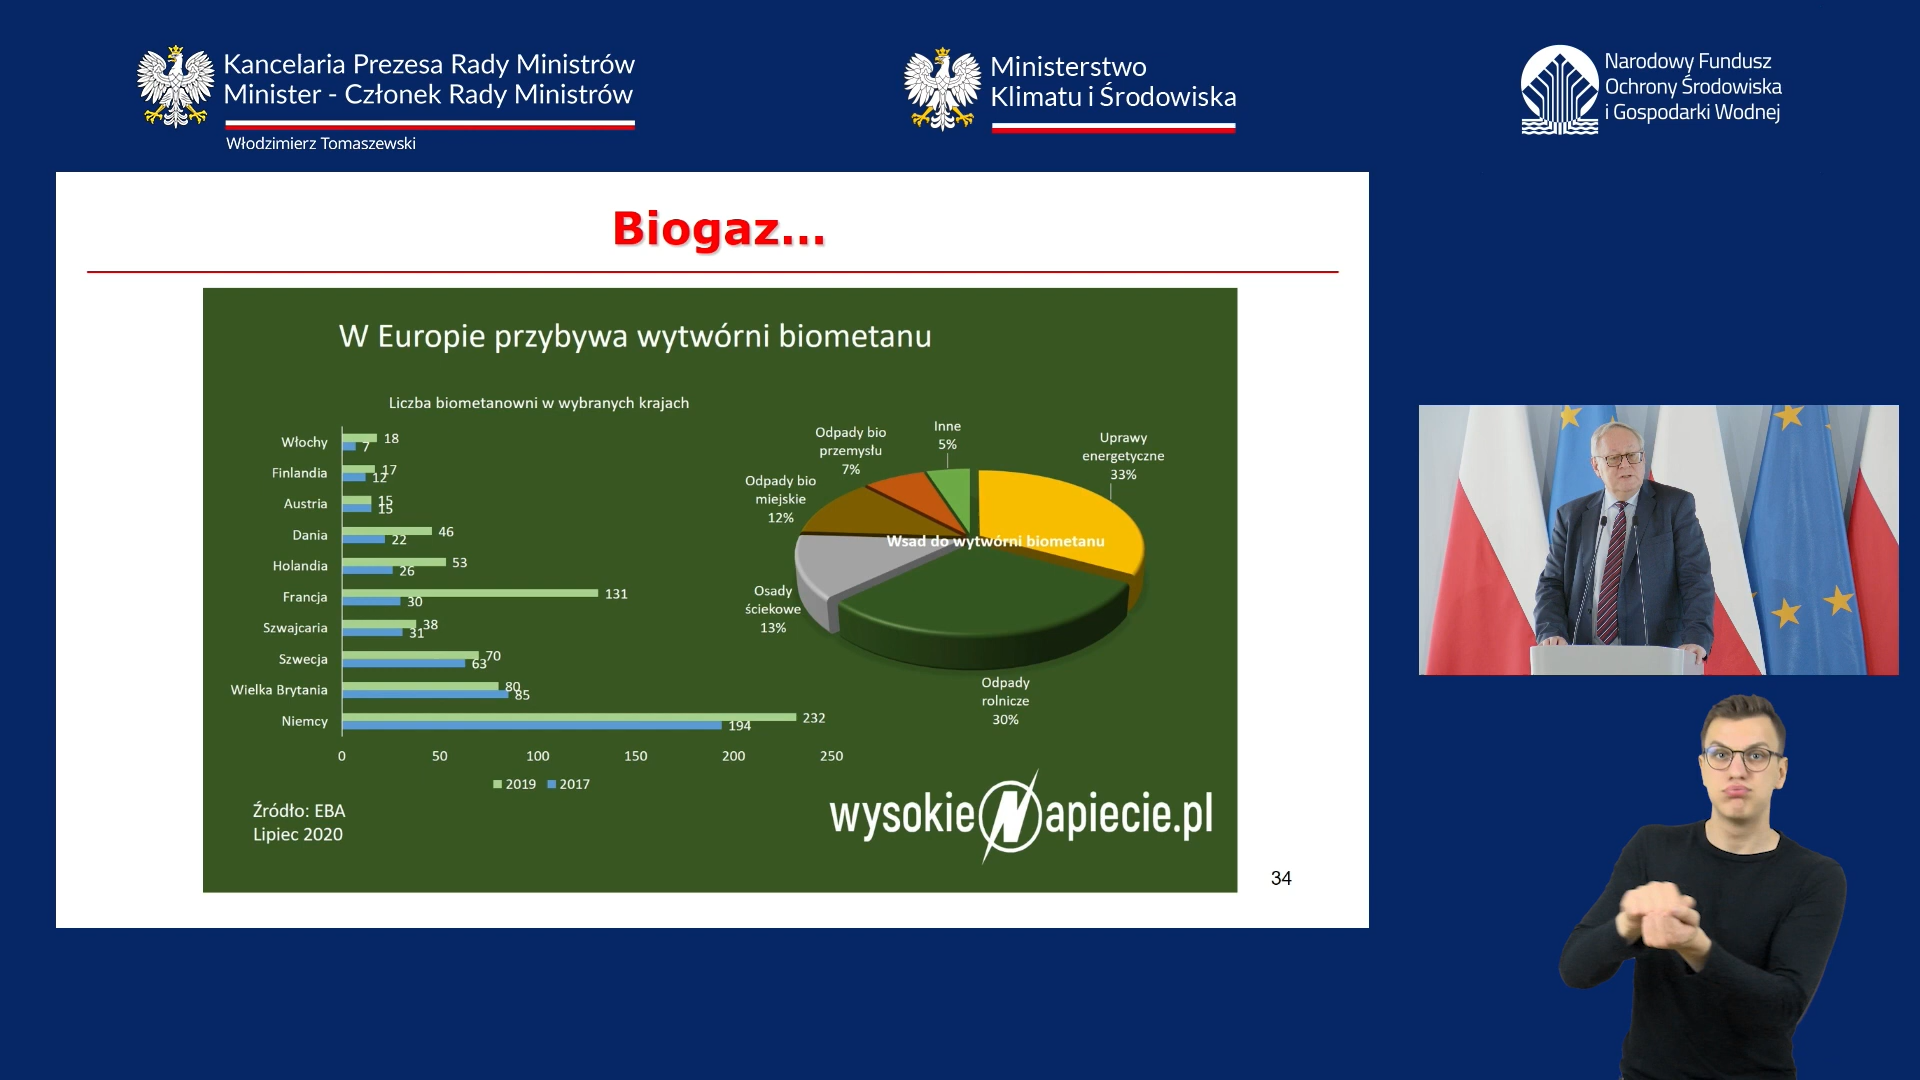 Kancelaria Prezesa Rady Ministrów
Minister - Członek Rady Ministrów
Włodzimierz Tomaszewski
Ministerstwo
Klimatu i Środowiska
Narodowy Fundusz
Ochrony Środowiska
i Gospodarki Wodnej
Biogaz...
W Europie przybywa wytwórni biometanu
Liczba biometanowni w wybranych krajach
Włochy 18
7
Finlandia 17
12
Austria 15
15
Dania 46
22
Holandia 53
26
Francja 131
30
Szwajcaria 38
31
Szwecja 70
63
Wielka Brytania 80
85
Niemcy 232
194
0 50 100 150 200 250
2019 2017
Źródło: EBA
Lipiec 2020
Inne
5%
Odpady bio
przemysłu
7%
Uprawy
energetyczne
33%
Odpady bio
miejskie
12%
Wsad do wytwórni biometanu
Osady
ściekowe
13%
Odpady
rolnicze
30%
wysokieNapiecie.pl
34